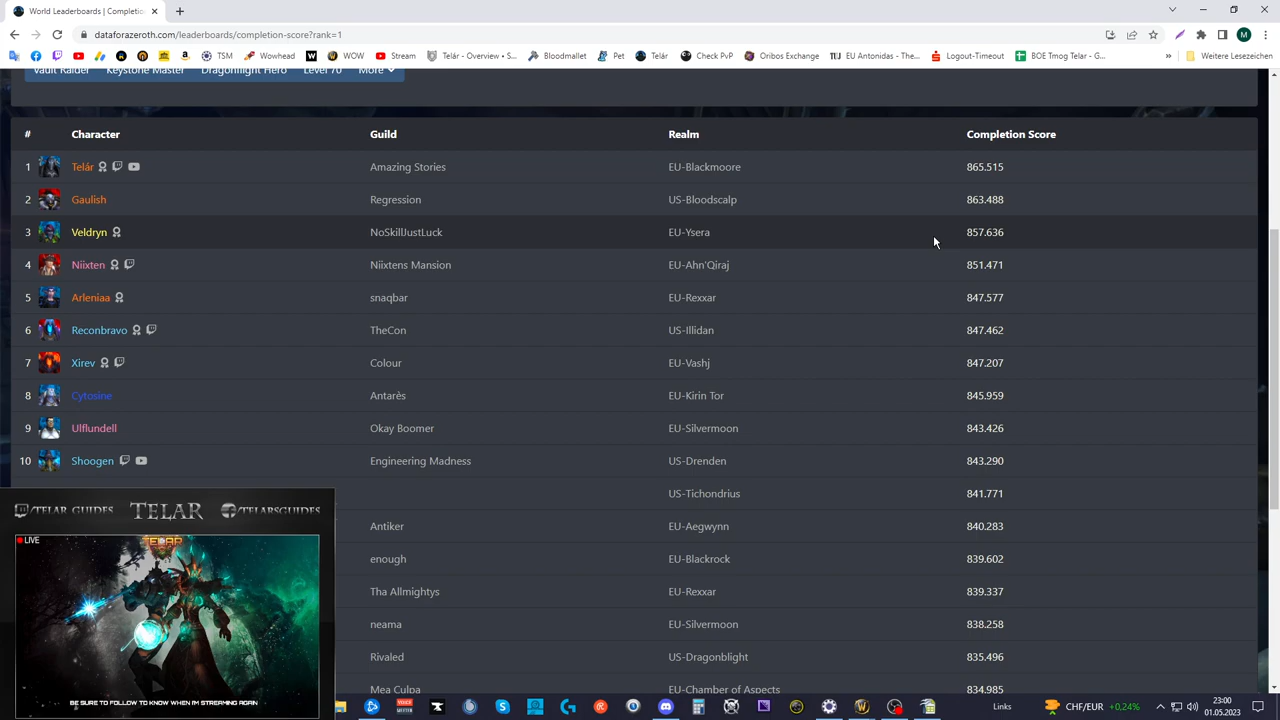 World Leaderboards | Completio
dataforazeroth.com/leaderboards/completion-score?rank=1
TSM Wowhead WOW Stream Telár - Overview -... Bloodmallet Pet Telár Check PvP Oribos Exchange EU Antonidas - The... Logout-Timeout BOE Tmog Telar - G... » Weitere Lesezeichen
Vault Raider Keystone Master Dragonflight Hero Level 70 More
# Character Guild Realm Completion Score
1 Telár Amazing Stories EU-Blackmoore 865.515
2 Gaulish Regression US-Bloodscalp 863.488
3 Veldryn NoSkillJustLuck EU-Ysera 857.636
4 Niixten Niixtens Mansion EU-Ahn'Qiraj 851.471
5 Arleniaa snaqbar EU-Rexxar 847.577
6 Reconbravo TheCon US-Illidan 847.462
7 Xirev Colour EU-Vashj 847.207
8 Cytosine Antarès EU-Kirin Tor 845.959
9 Ulflundell Okay Boomer EU-Silvermoon 843.426
10 Shoogen Engineering Madness US-Drenden 843.290
US-Tichondrius 841.771
Antiker EU-Aegwynn 840.283
enough EU-Blackrock 839.602
Tha Allmightys EU-Rexxar 839.337
neama EU-Silvermoon 838.258
Rivaled US-Dragonblight 835.496
Mea Culpa EU-Chamber of Aspects 834.985
/TELAR GUIDES TELAR /TELARSGUIDES
LIVE
TELAR
BE SURE TO FOLLOW TO KNOW WHEN I'M STREAMING AGAIN
Links CHF/EUR +0,24% 23:00
01.05.2023